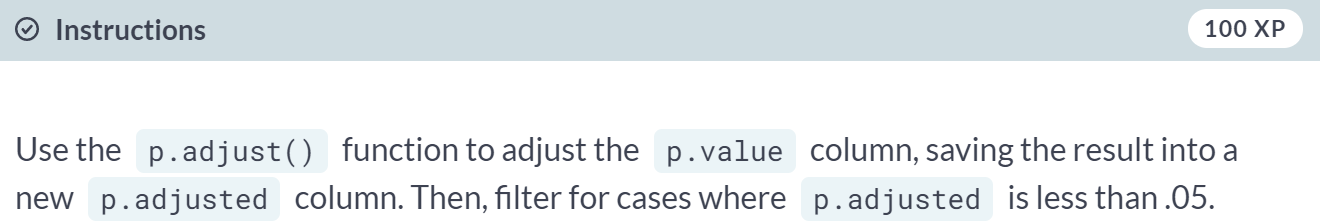 Instructions
100 XP
Use the p.adjust() function to adjust the p.value column, saving the result into a
new p.adjusted column. Then, filter for cases where p.adjusted is less than .05.